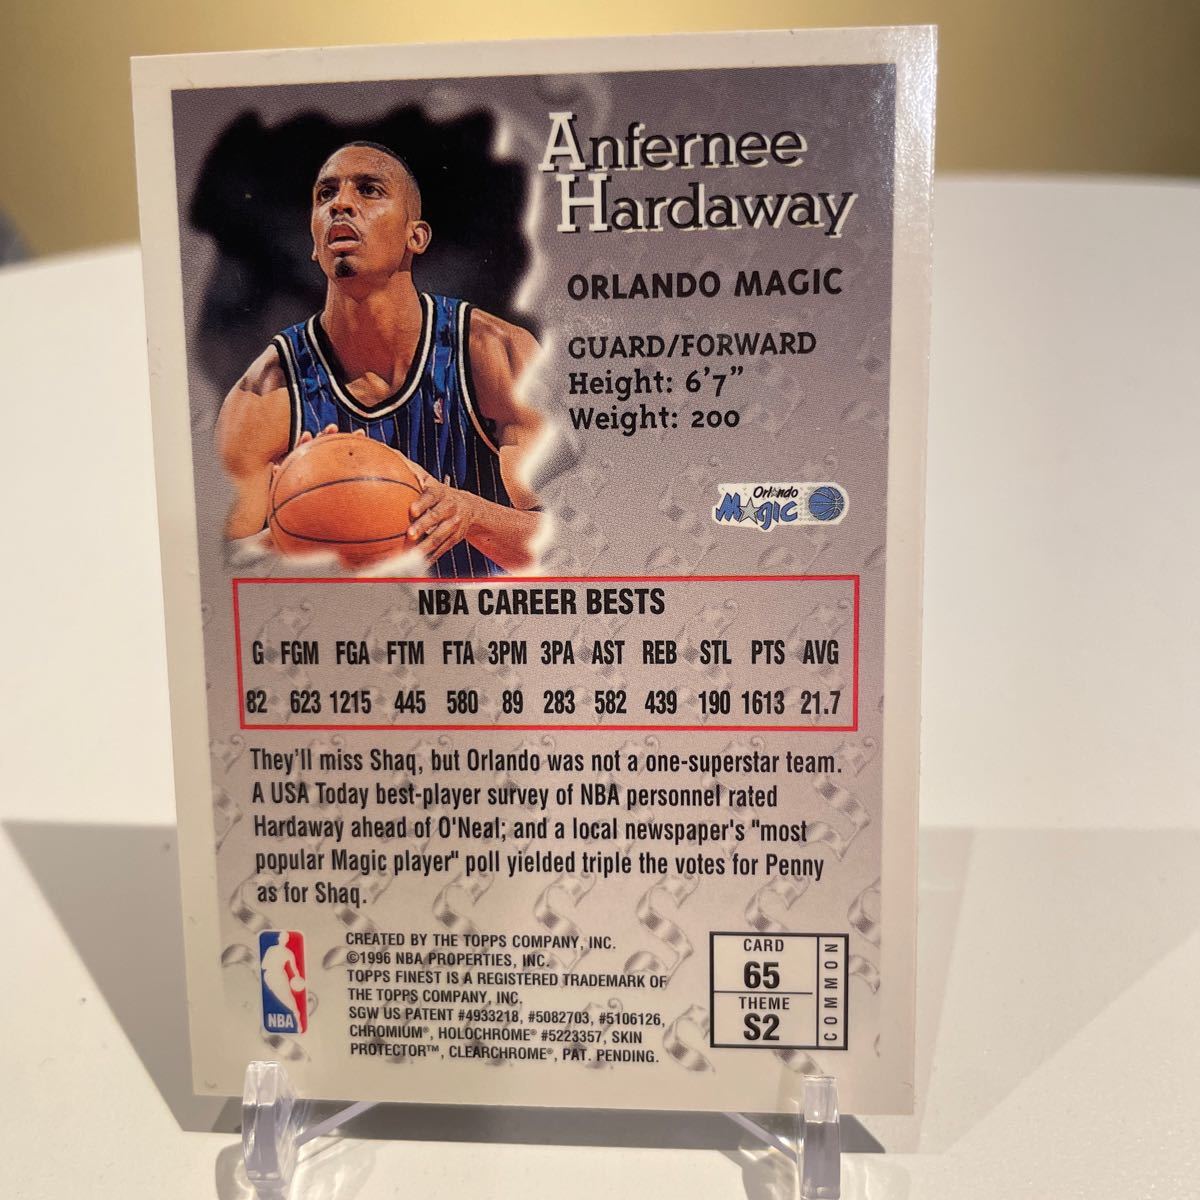 Anfernee
Hardaway
ORLANDO MAGIC
GUARD/FORWARD
Height: 6'7"
Weight: 200
Orlando
Magic
NBA CAREER BESTS
G FGM FGA FTM FTA 3PM 3PA AST REB STL PTS AVG
82 623 1215 445 580 89 283 582 439 190 1613 21.7
They'll miss Shaq, but Orlando was not a one-superstar team.
A USA Today best-player survey of NBA personnel rated
Hardaway ahead of O'Neal; and a local newspaper's "most
popular Magic player" poll yielded triple the votes for Penny
as for Shaq.
NBA
CREATED BY THE TOPPS COMPANY, INC.
©1996 NBA PROPERTIES, INC.
TOPPS FINEST IS A REGISTERED TRADEMARK OF
THE TOPPS COMPANY, INC.
SGW US PATENT #4933218, #5082703, #5106126,
CHROMIUM®, HOLOCHROME® #5223357, SKIN
PROTECTOR™, CLEARCHROME®, PAT. PENDING.
CARD
65
THEME
S2
COMMON